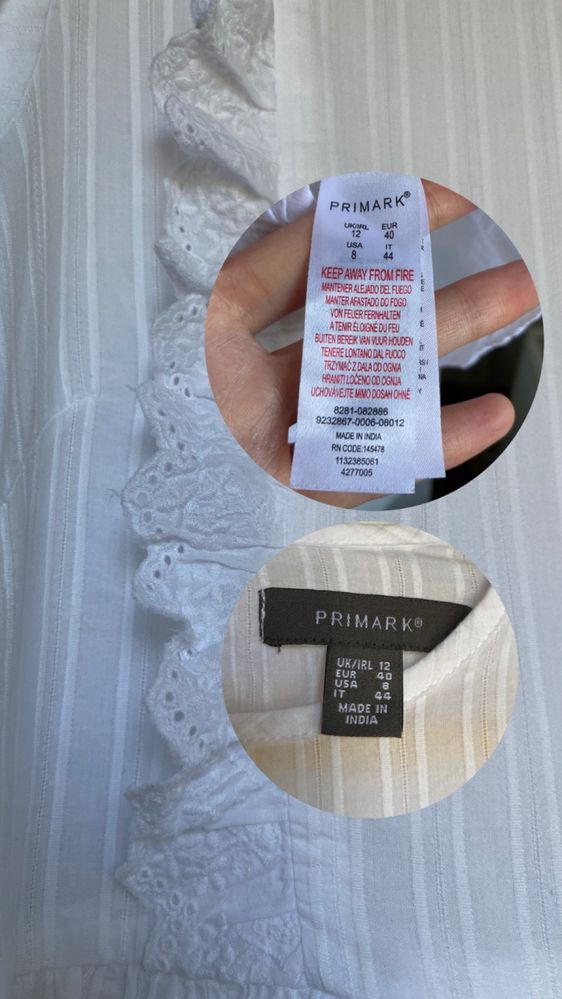 PRIMARK®
UK/IRL EUR
12 40
USA IT
8 44
KEEP AWAY FROM FIRE
MANTENER ALEJADO DEL FUEGO
MANTER AFASTADO DO FOGO
VON FEUER FERNHALTEN
A TENIR ÉLOIGNÉ DU FEU
BUITEN BEREIK VAN VUUR HOUDEN
TENERE LONTANO DAL FUOCO
TRZYMAĆ Z DALA OD OGNIA
HRANITI LOČENO OD OGNJA
UCHOVÁVEJTE MIMO DOSAH OHNĚ
8281-082886
9232867-0006-08012
MADE IN INDIA
RN CODE:145478
1132385061
4277005
PRIMARK®
UK/IRL 12
EUR 40
USA 8
IT 44
MADE IN
INDIA